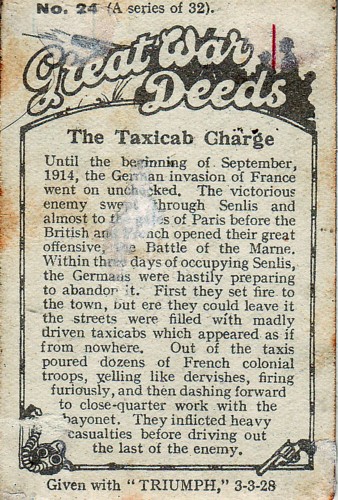 No. 24 (A series of 32).
Great War
Deeds
The Taxicab Charge
Until the beginning of September,
1914, the German invasion of France
went on unchecked. The victorious
enemy swept through Senlis and
almost to the gates of Paris before the
British and French opened their great
offensive, the Battle of the Marne.
Within three days of occupying Senlis,
the Germans were hastily preparing
to abandon it. First they set fire to
the town, but ere they could leave it
the streets were filled with madly
driven taxicabs which appeared as if
from nowhere. Out of the taxis
poured dozens of French colonial
troops, yelling like dervishes, firing
furiously, and then dashing forward
to close-quarter work with the
bayonet. They inflicted heavy
casualties before driving out
the last of the enemy.
Given with "TRIUMPH," 3-3-28